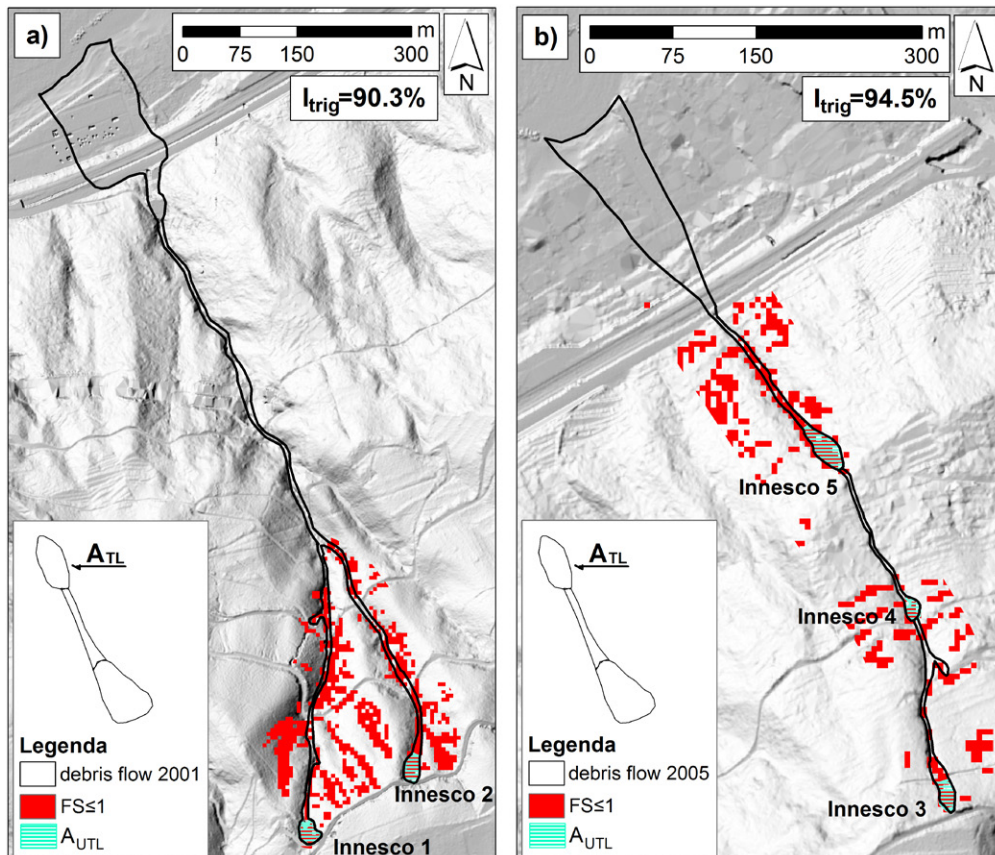 a)
m
0 75 150 300
I_trig=90.3%
N
Innesco 2
Innesco 1
A_TL
Legenda
debris flow 2001
FS≤1
A_UTL
b)
m
0 75 150 300
I_trig=94.5%
N
Innesco 5
Innesco 4
Innesco 3
A_TL
Legenda
debris flow 2005
FS≤1
A_UTL